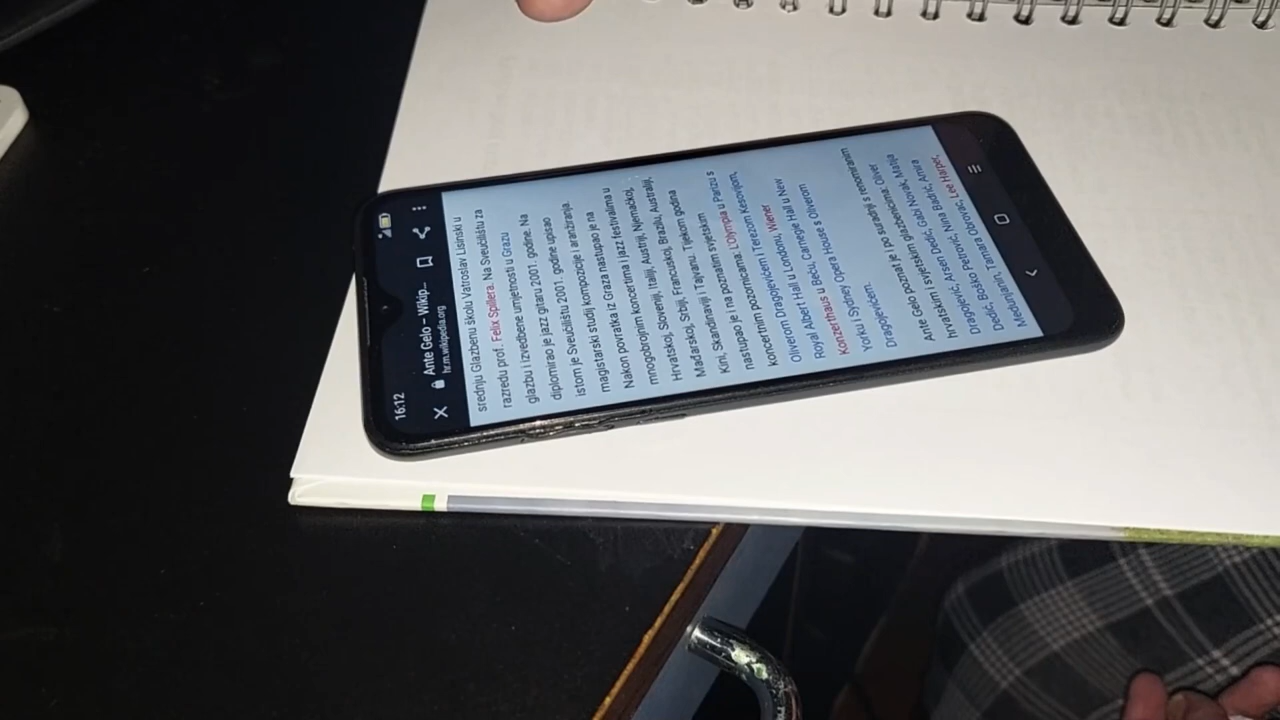 16:12
Ante Gelo – Wikip...
hr.m.wikipedia.org
srednju Glazbenu školu Vatroslav Lisinski u
razredu prof. Felix Spillera. Na Sveučilištu za
glazbu i izvedbene umjetnosti u Grazu
diplomirao je jazz gitaru 2001. godine. Na
istom je Sveučilištu 2001. godine upisao
magistarski studij kompozicije i aranžiranja.
Nakon povratka iz Graza nastupao je na
mnogobrojnim koncertima i jazz festivalima u
Hrvatskoj, Sloveniji, Italiji, Austriji, Njemačkoj,
Mađarskoj, Srbiji, Francuskoj, Brazilu, Australiji,
Kini, Skandinaviji i Tajvanu. Tijekom godina
nastupao je i na poznatim svjetskim
koncertnim pozornicama: L'Olympia u Parizu s
Oliverom Dragojevićem i Terezom Kesovijom,
Royal Albert Hall u Londonu, Wiener
Konzerthaus u Beču, Carnegie Hall u New
Yorku i Sydney Opera House s Oliverom
Dragojevićem.
Ante Gelo poznat je i po suradnji s renomiranim
hrvatskim i svjetskim glazbenicima: Oliver
Dragojević, Arsen Dedić, Gabi Novak, Matija
Dedić, Boško Petrović, Nina Badrić, Amira
Medunjanin, Tamara Obrovac, Lee Harper,